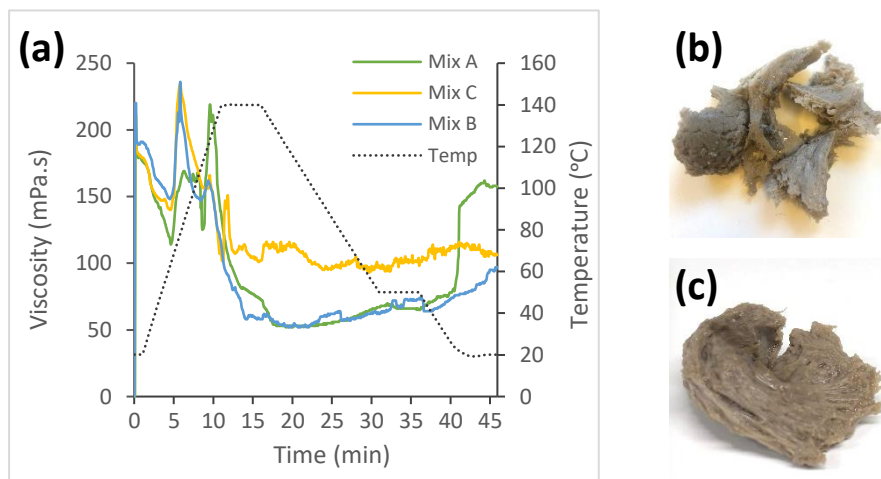 (a)
250
200
150
100
50
0
Viscosity (mPa.s)
0 5 10 15 20 25 30 35 40 45
Time (min)
Mix A
Mix C
Mix B
Temp
160
140
120
100
80
60
40
20
0
Temperature (°C)
(b)
(c)